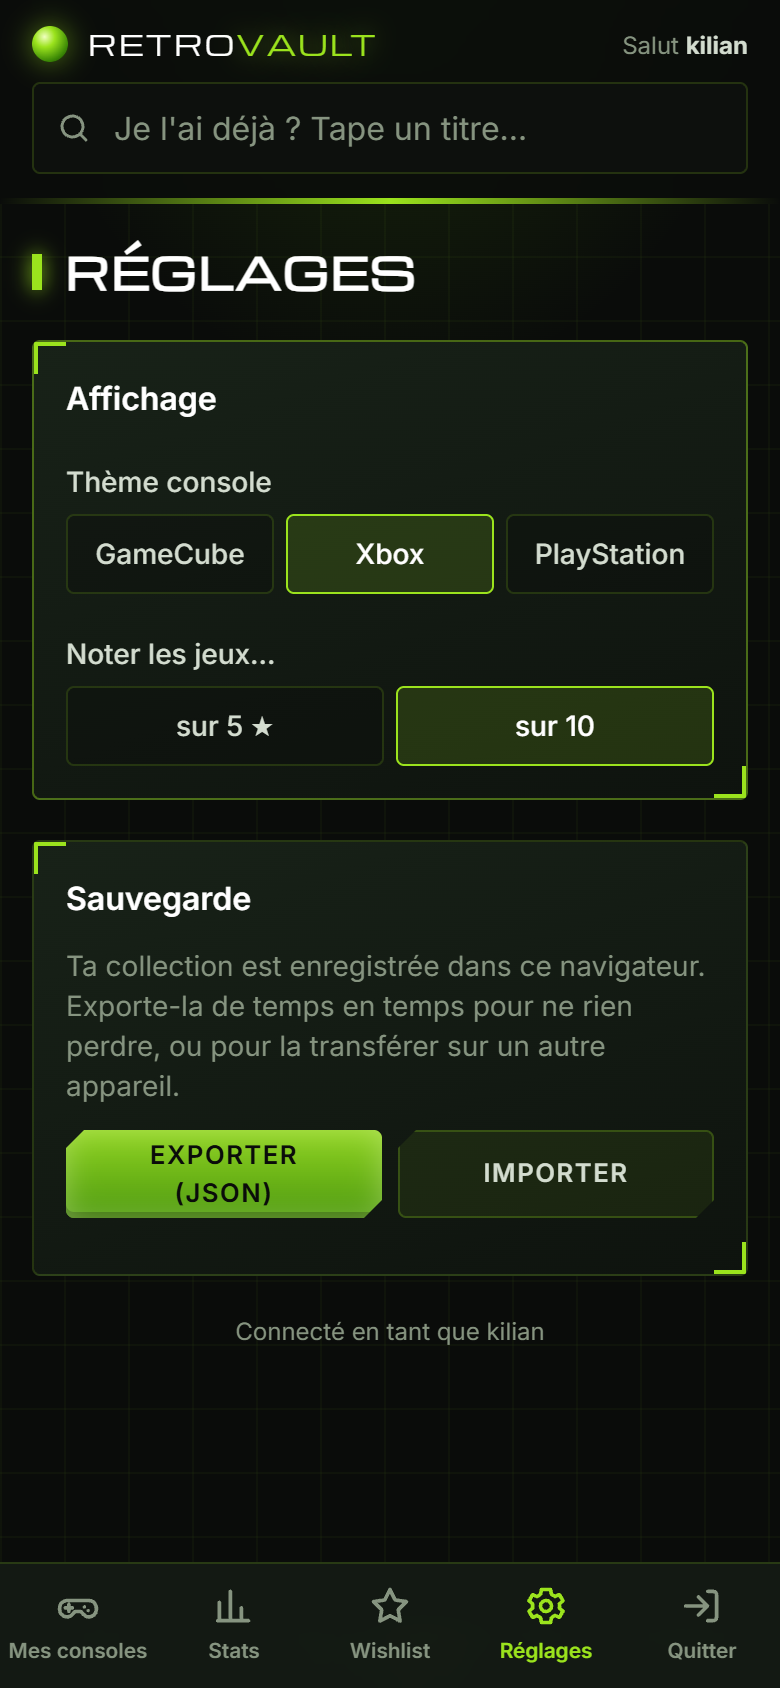 RETROVAULT
Salut kilian
Je l'ai déjà ? Tape un titre...
RÉGLAGES
Affichage
Thème console
GameCube
Xbox
PlayStation
Noter les jeux...
sur 5 ★
sur 10
Sauvegarde
Ta collection est enregistrée dans ce navigateur.
Exporte-la de temps en temps pour ne rien
perdre, ou pour la transférer sur un autre
appareil.
EXPORTER
(JSON)
IMPORTER
Connecté en tant que kilian
Mes consoles
Stats
Wishlist
Réglages
Quitter